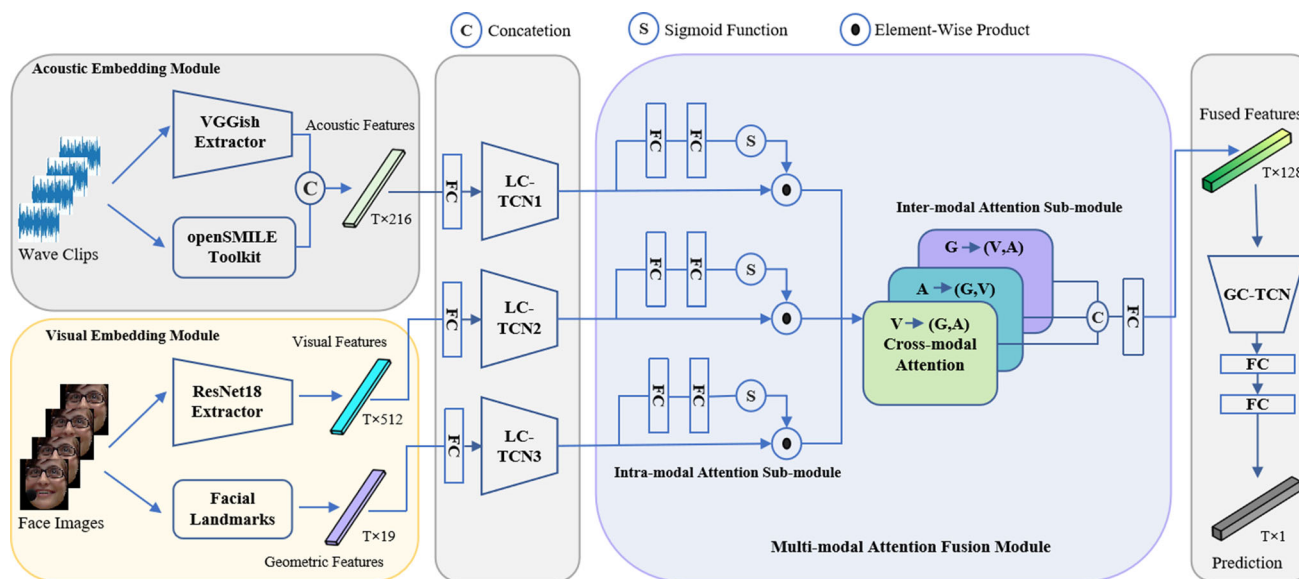 C Concatetion
S Sigmoid Function
Element-Wise Product
Acoustic Embedding Module
VGGish
Extractor
Acoustic Features
C
T×216
openSMILE
Toolkit
Wave Clips
Visual Embedding Module
Visual Features
ResNet18
Extractor
T×512
Facial
Landmarks
T×19
Face Images
Geometric Features
FC
LC-
TCN1
FC
LC-
TCN2
FC
LC-
TCN3
FC
FC
S
FC
FC
S
FC
FC
S
Intra-modal Attention Sub-module
Inter-modal Attention Sub-module
G → (V,A)
A → (G,V)
V → (G,A)
Cross-modal
Attention
C
FC
Multi-modal Attention Fusion Module
Fused Features
T×128
GC-TCN
FC
FC
T×1
Prediction